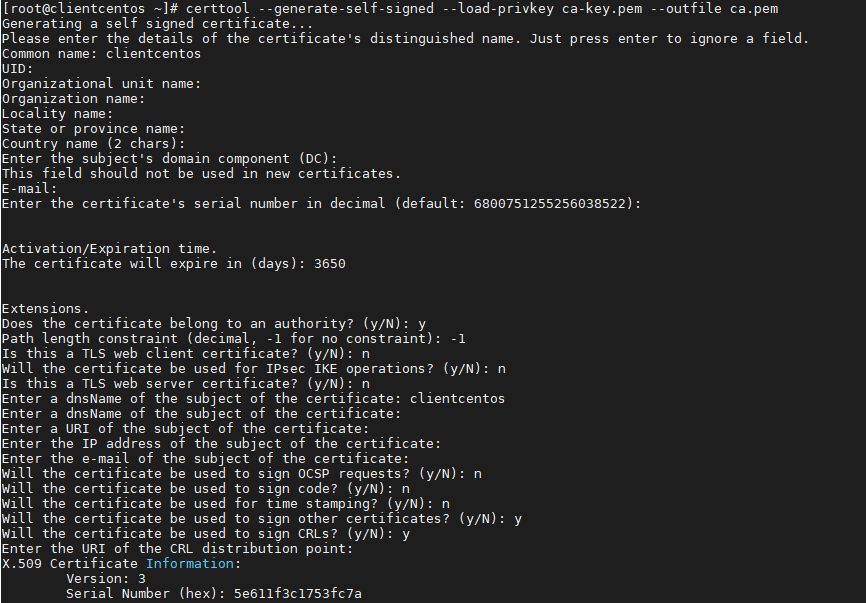 [root@clientcentos ~]# certtool --generate-self-signed --load-privkey ca-key.pem --outfile ca.pem
Generating a self signed certificate...
Please enter the details of the certificate's distinguished name. Just press enter to ignore a field.
Common name: clientcentos
UID:
Organizational unit name:
Organization name:
Locality name:
State or province name:
Country name (2 chars):
Enter the subject's domain component (DC):
This field should not be used in new certificates.
E-mail:
Enter the certificate's serial number in decimal (default: 6800751255256038522):
Activation/Expiration time.
The certificate will expire in (days): 3650
Extensions.
Does the certificate belong to an authority? (y/N): y
Path length constraint (decimal, -1 for no constraint): -1
Is this a TLS web client certificate? (y/N): n
Will the certificate be used for IPsec IKE operations? (y/N): n
Is this a TLS web server certificate? (y/N): n
Enter a dnsName of the subject of the certificate: clientcentos
Enter a dnsName of the subject of the certificate:
Enter a URI of the subject of the certificate:
Enter the IP address of the subject of the certificate:
Enter the e-mail of the subject of the certificate:
Will the certificate be used to sign OCSP requests? (y/N): n
Will the certificate be used to sign code? (y/N): n
Will the certificate be used for time stamping? (y/N): n
Will the certificate be used to sign other certificates? (y/N): y
Will the certificate be used to sign CRLs? (y/N): y
Enter the URI of the CRL distribution point:
X.509 Certificate Information:
Version: 3
Serial Number (hex): 5e611f3c1753fc7a